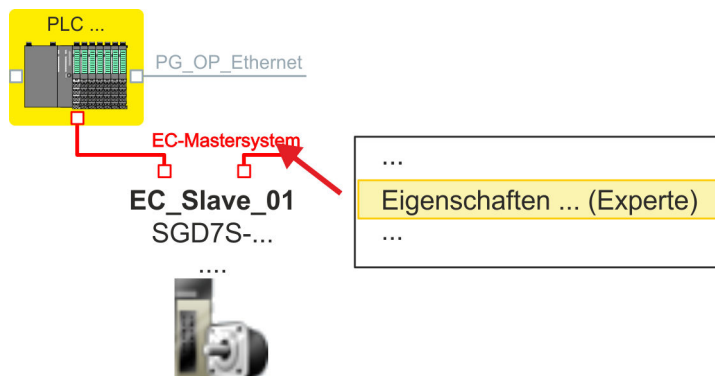 PLC ...
PG_OP_Ethernet
EC-Mastersystem
EC_Slave_01
SGD7S-...
....
...
Eigenschaften ... (Experte)
...